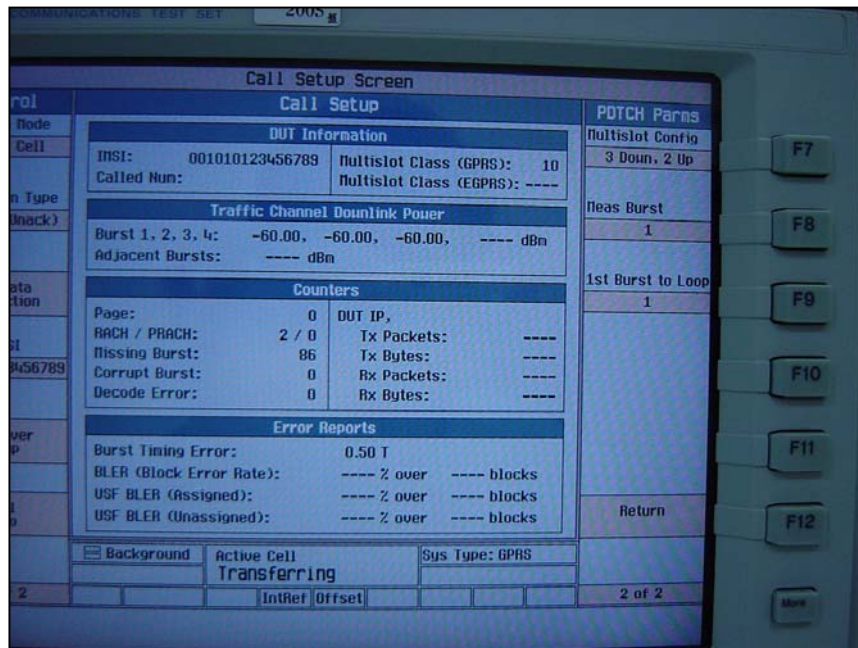 COMMUNICATIONS TEST SET
2005
Call Setup Screen
rol
Mode
Cell
n Type
Unack)
ata
ction
SI
3456789
ver
p
2
Call Setup
DUT Information
IMSI: 001010123456789
Called Num:
Multislot Class (GPRS): 10
Multislot Class (EGPRS): ----
Traffic Channel Downlink Power
Burst 1, 2, 3, 4: -60.00, -60.00, -60.00, ---- dBm
Adjacent Bursts: ---- dBm
Counters
Page: 0
RACH / PRACH: 2 / 0
Missing Burst: 86
Corrupt Burst: 0
Decode Error: 0
DUT IP,
Tx Packets: ----
Tx Bytes: ----
Rx Packets: ----
Rx Bytes: ----
Error Reports
Burst Timing Error: 0.50 T
BLER (Block Error Rate): ---- % over ---- blocks
USF BLER (Assigned): ---- % over ---- blocks
USF BLER (Unassigned): ---- % over ---- blocks
Background
Active Cell
Transferring
Sys Type: GPRS
IntRef Offset
PDTCH Parms
Multislot Config
3 Down, 2 Up
Meas Burst
1
1st Burst to Loop
1
Return
2 of 2
F7
F8
F9
F10
F11
F12
More